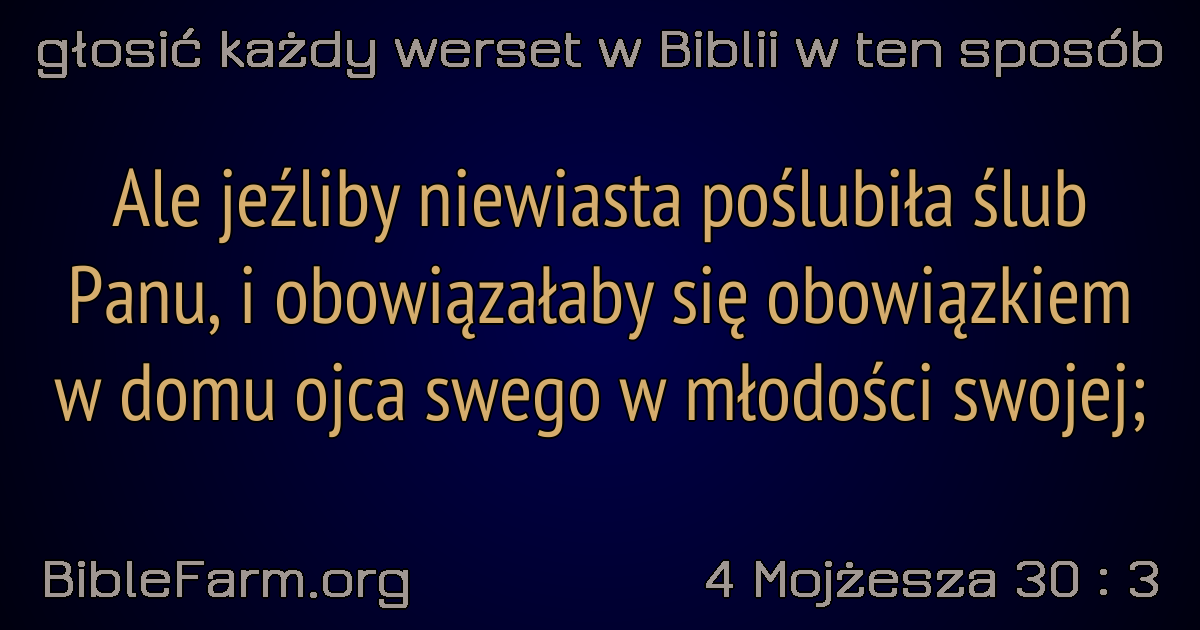 głosić każdy werset w Biblii w ten sposób
Ale jeźliby niewiasta poślubiła ślub
Panu, i obowiązałaby się obowiązkiem
w domu ojca swego w młodości swojej;
BibleFarm.org
4 Mojżesza 30 : 3